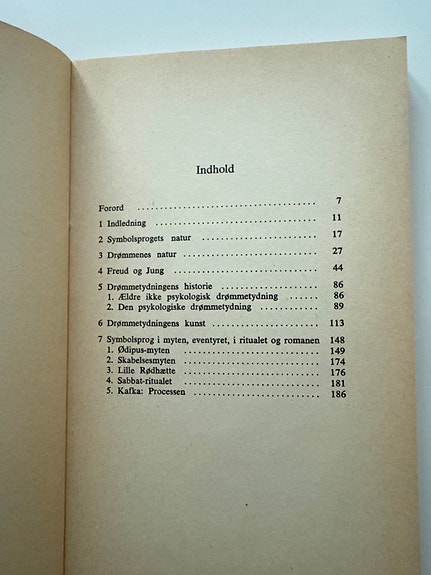 Indhold
Forord ........ 7
1 Indledning ........ 11
2 Symbolsprogets natur ........ 17
3 Drømmenes natur ........ 27
4 Freud og Jung ........ 44
5 Drømmetydningens historie ........ 86
1. Ældre ikke psykologisk drømmetydning ........ 86
2. Den psykologiske drømmetydning ........ 89
6 Drømmetydningens kunst ........ 113
7 Symbolsprog i myten, eventyret, i ritualet og romanen 148
1. Ødipus-myten ........ 149
2. Skabelsesmyten ........ 174
3. Lille Rødhætte ........ 176
4. Sabbat-ritualet ........ 181
5. Kafka: Processen ........ 186